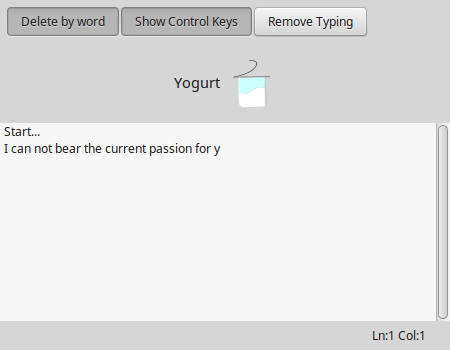 Delete by word Show Control Keys Remove Typing
Yogurt
Start...
I can not bear the current passion for y
Ln:1 Col:1